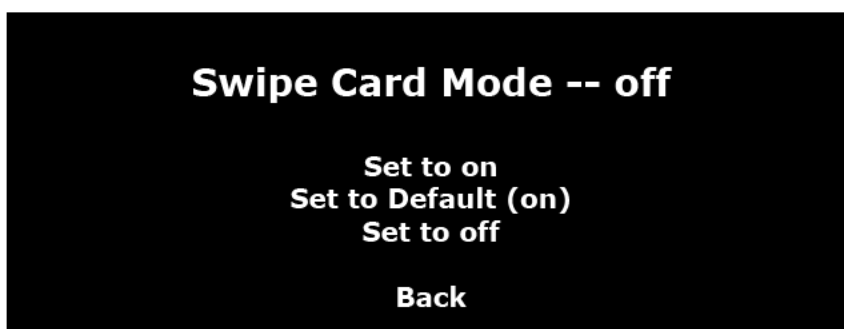 Swipe Card Mode -- off
Set to on
Set to Default (on)
Set to off
Back